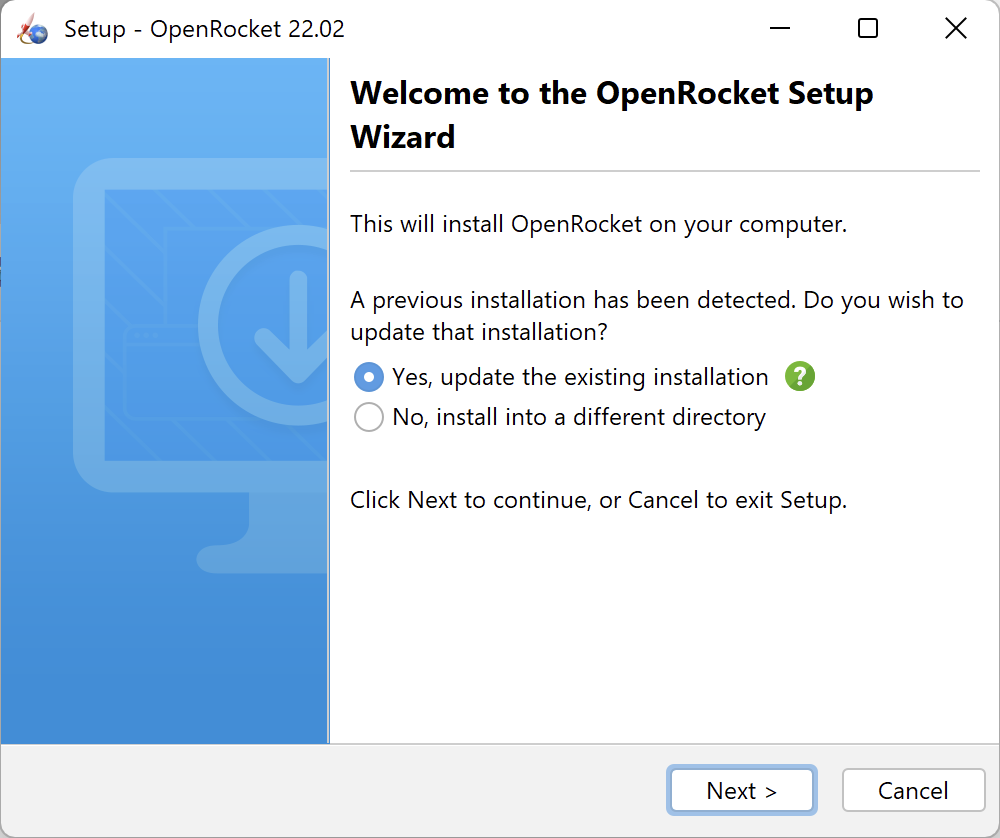 Setup - OpenRocket 22.02
Welcome to the OpenRocket Setup
Wizard
This will install OpenRocket on your computer.
A previous installation has been detected. Do you wish to
update that installation?
Yes, update the existing installation ?
No, install into a different directory
Click Next to continue, or Cancel to exit Setup.
Next > Cancel